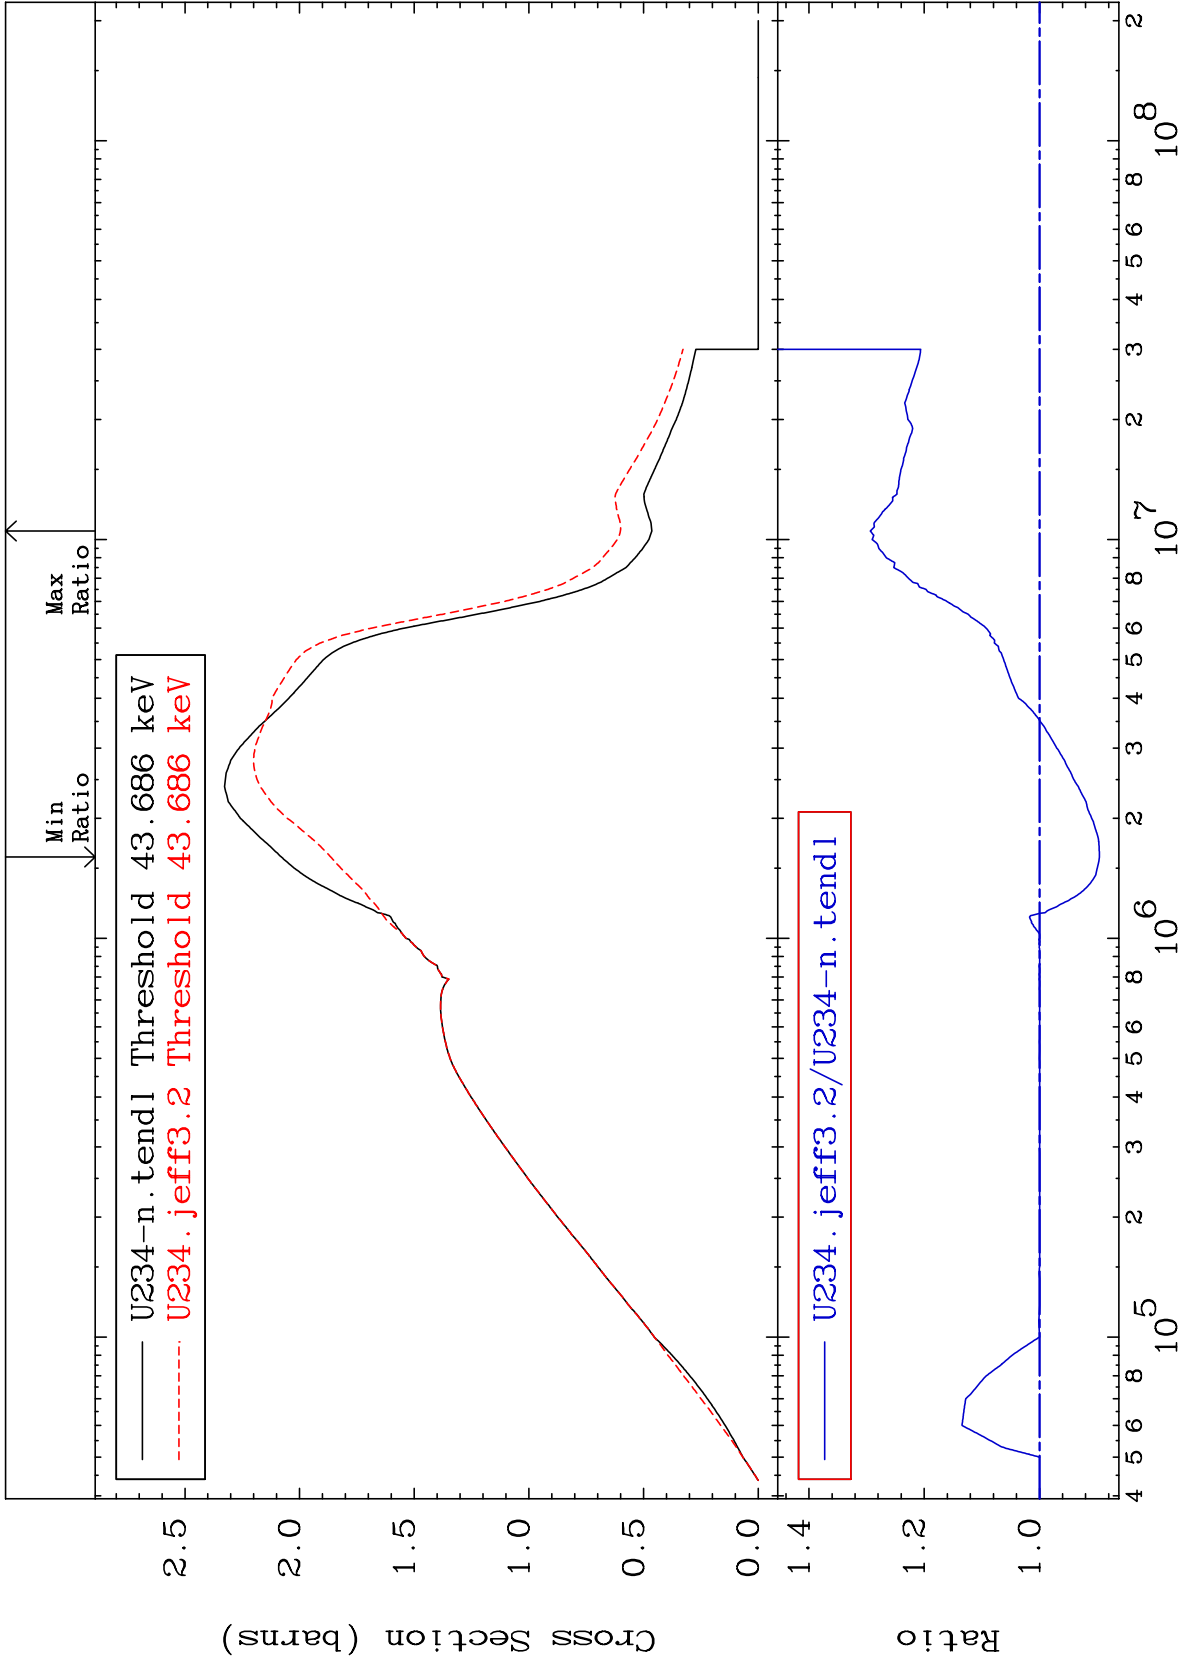 Min
Ratio
Max
Ratio
U234-n.tendl Threshold 43.686 keV
U234.jeff3.2 Threshold 43.686 keV
Cross Section (barns)
2.5
2.0
1.5
1.0
0.5
0.0
U234.jeff3.2/U234-n.tendl
Ratio
1.4
1.2
1.0
4 5 6 8 2 3 4 5 6 8 2 3 4 5 6 8 2 3 4 5 6 8 2
10^5 10^6 10^7 10^8